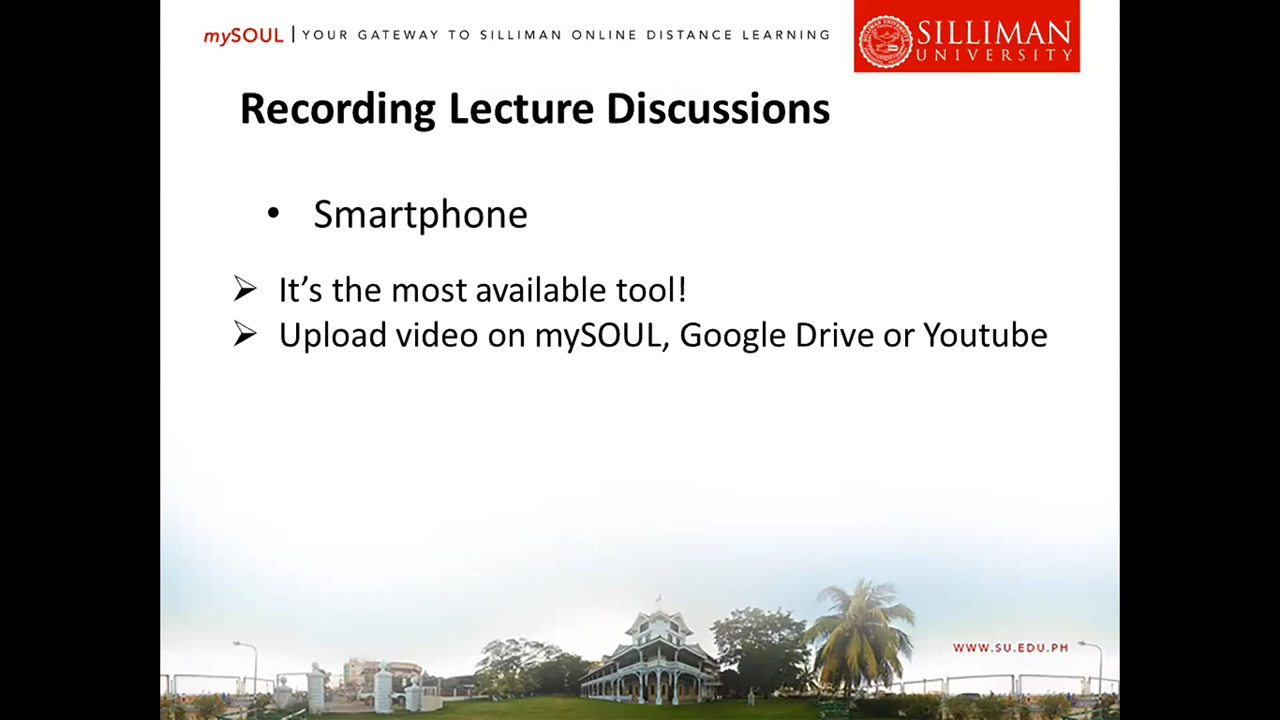 mySOUL | YOUR GATEWAY TO SILLIMAN ONLINE DISTANCE LEARNING
SILLIMAN
UNIVERSITY
Recording Lecture Discussions
• Smartphone
➢ It's the most available tool!
➢ Upload video on mySOUL, Google Drive or Youtube
WWW.SU.EDU.PH